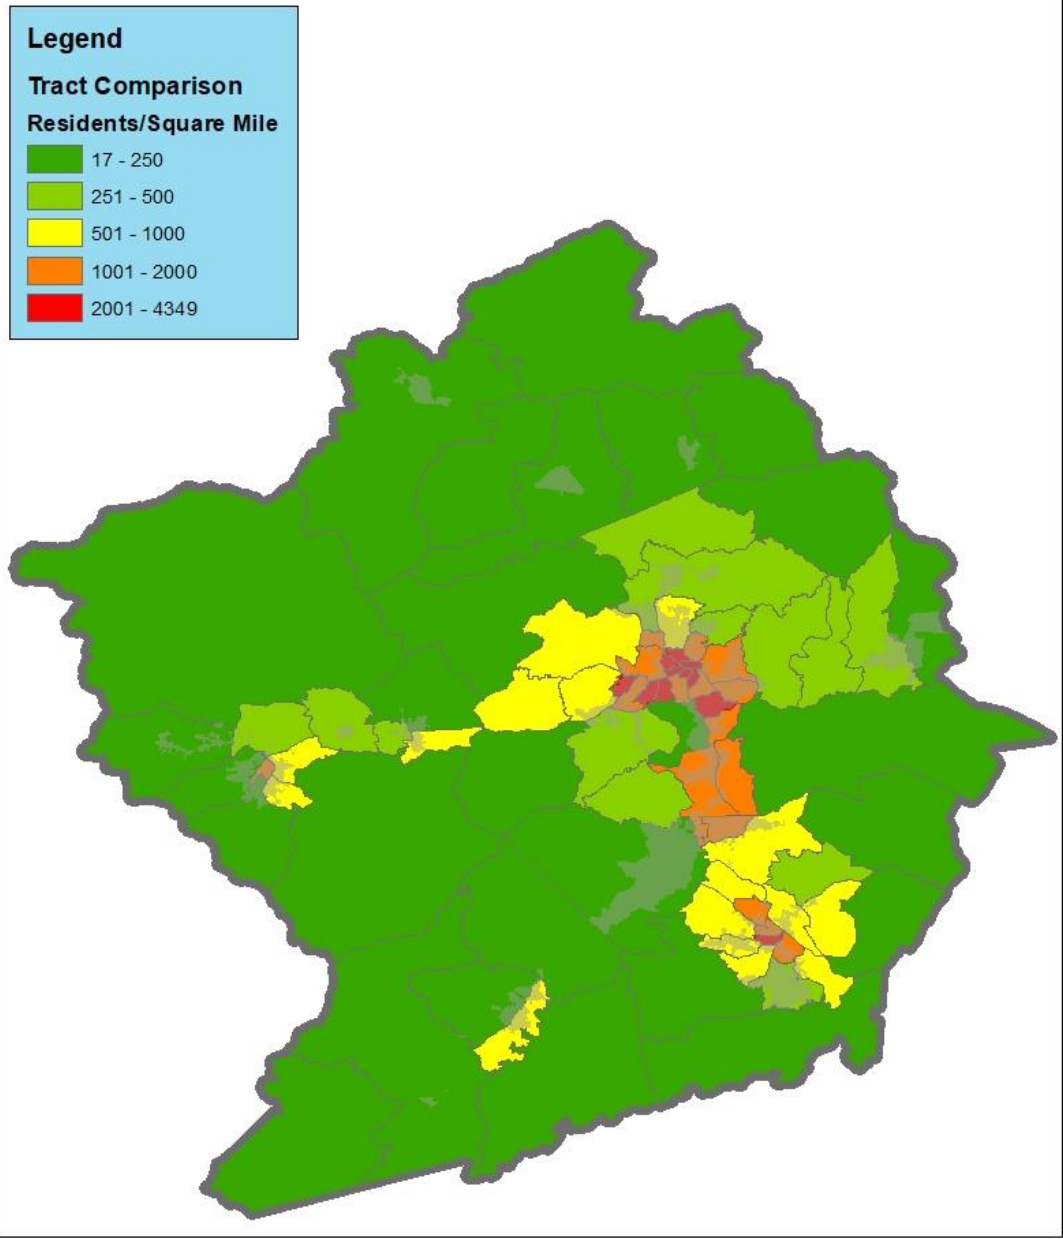 Legend
Tract Comparison
Residents/Square Mile
17 - 250
251 - 500
501 - 1000
1001 - 2000
2001 - 4349